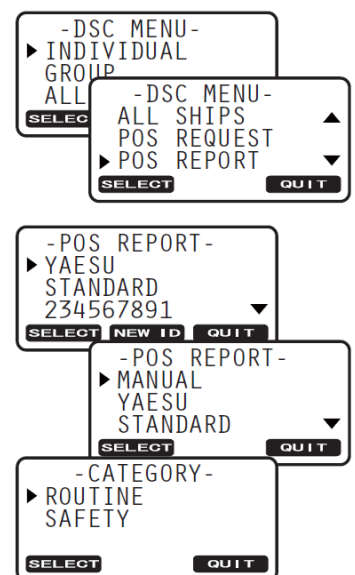 -DSC MENU-
INDIVIDUAL
GROUP
ALL
SELEC
-DSC MENU-
ALL SHIPS
POS REQUEST
POS REPORT
SELECT QUIT
-POS REPORT-
YAESU
STANDARD
234567891
SELECT NEW ID QUIT
-POS REPORT-
MANUAL
YAESU
STANDARD
SELECT QUIT
-CATEGORY-
ROUTINE
SAFETY
SELECT QUIT